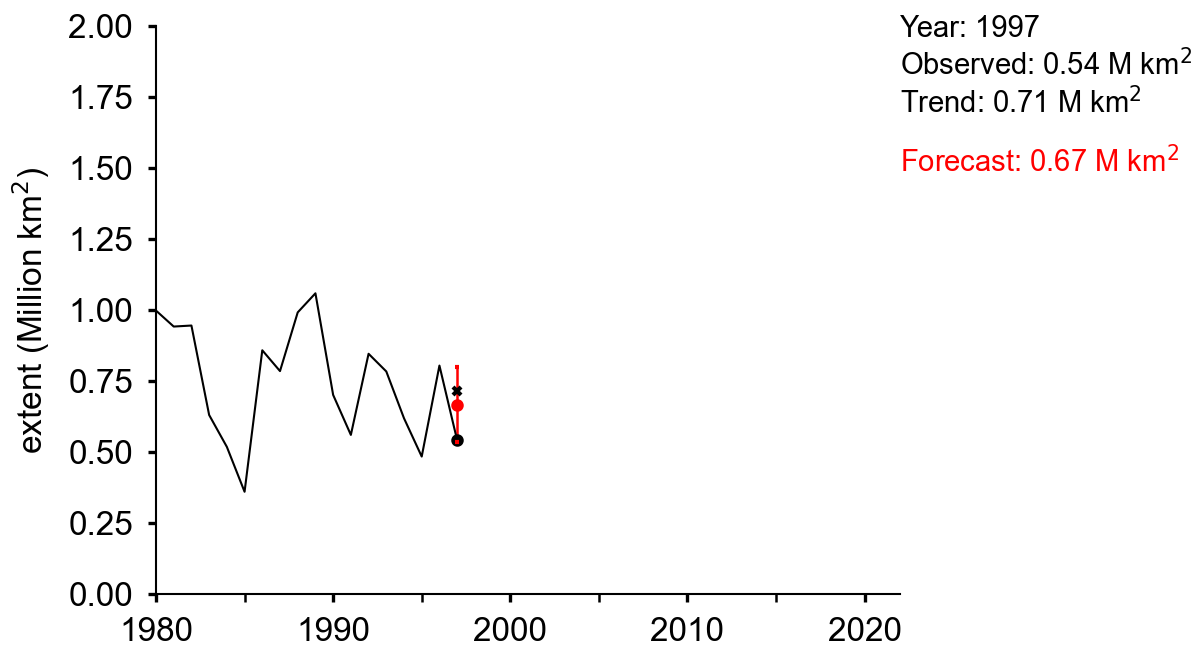 2.00
1.75
1.50
1.25
1.00
0.75
0.50
0.25
0.00
extent (Million km²)
1980 1990 2000 2010 2020
Year: 1997
Observed: 0.54 M km²
Trend: 0.71 M km²
Forecast: 0.67 M km²